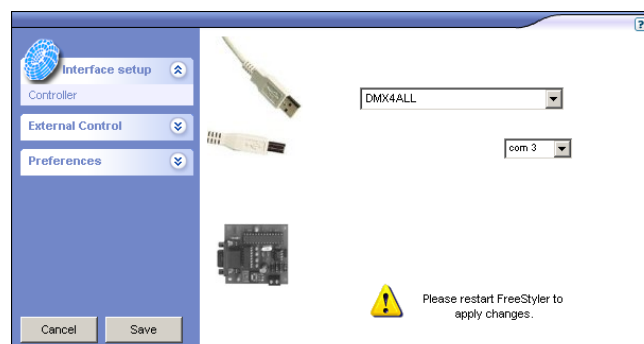 ?
Interface setup
Controller
External Control
Preferences
DMX4ALL
com 3
Please restart FreeStyler to
apply changes.
Cancel
Save